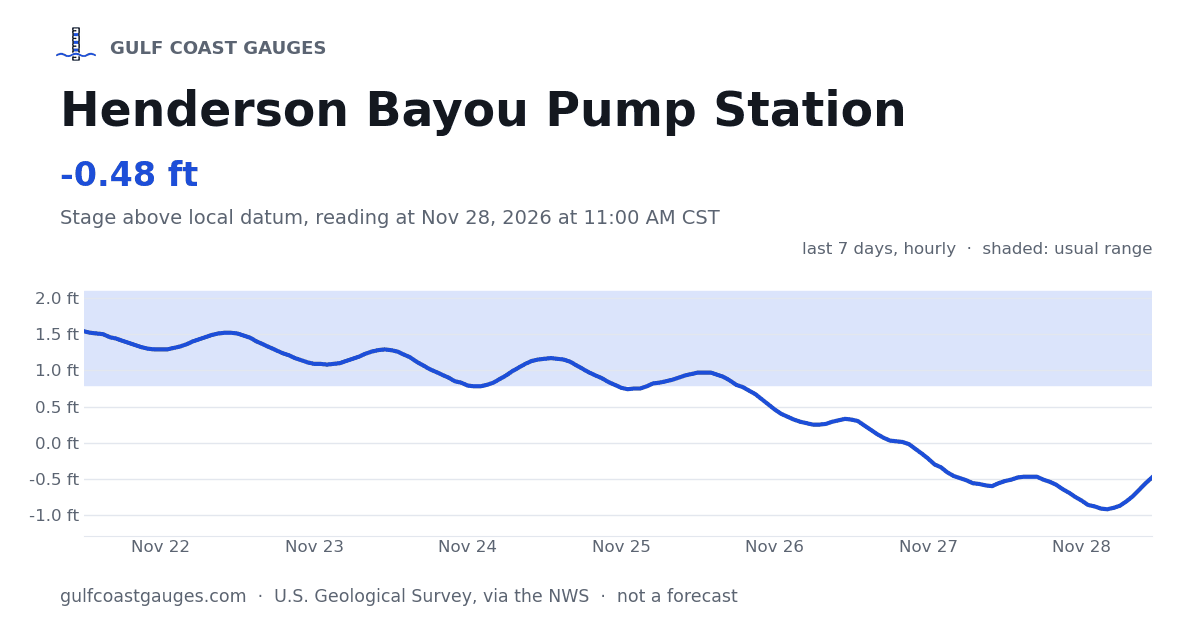 GULF COAST GAUGES
Henderson Bayou Pump Station
-0.48 ft
Stage above local datum, reading at Nov 28, 2026 at 11:00 AM CST
last 7 days, hourly · shaded: usual range
2.0 ft
1.5 ft
1.0 ft
0.5 ft
0.0 ft
-0.5 ft
-1.0 ft
Nov 22 Nov 23 Nov 24 Nov 25 Nov 26 Nov 27 Nov 28
gulfcoastgauges.com · U.S. Geological Survey, via the NWS · not a forecast